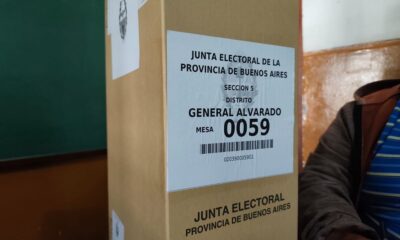 JUNTA ELECTORAL DE LA
PROVINCIA DE BUENOS AIRES
SECCION 5
DISTRITO
GENERAL ALVARADO
MESA 0059
JUNTA ELECTORAL
PROVINCIA DE BUENOS AIRES